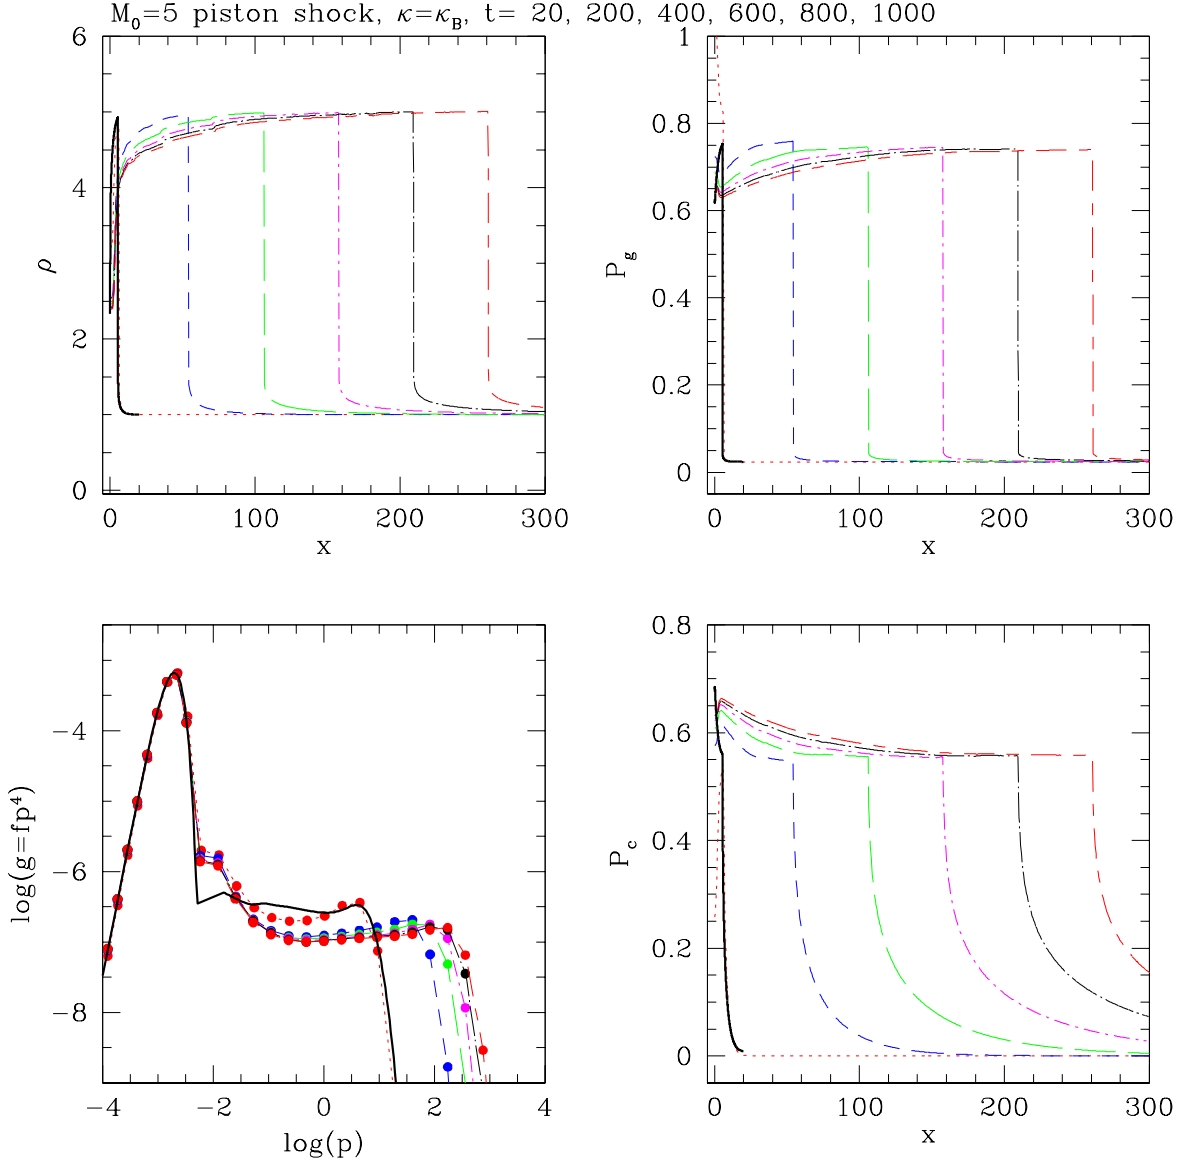 M₀=5 piston shock, κ=κ_B, t= 20, 200, 400, 600, 800, 1000
6
4
2
0
ρ
0 100 200 300
x
1
0.8
0.6
0.4
0.2
0
P_g
0 100 200 300
x
−4
−6
−8
log(g=fp⁴)
−4 −2 0 2 4
log(p)
0.8
0.6
0.4
0.2
0
P_c
0 100 200 300
x